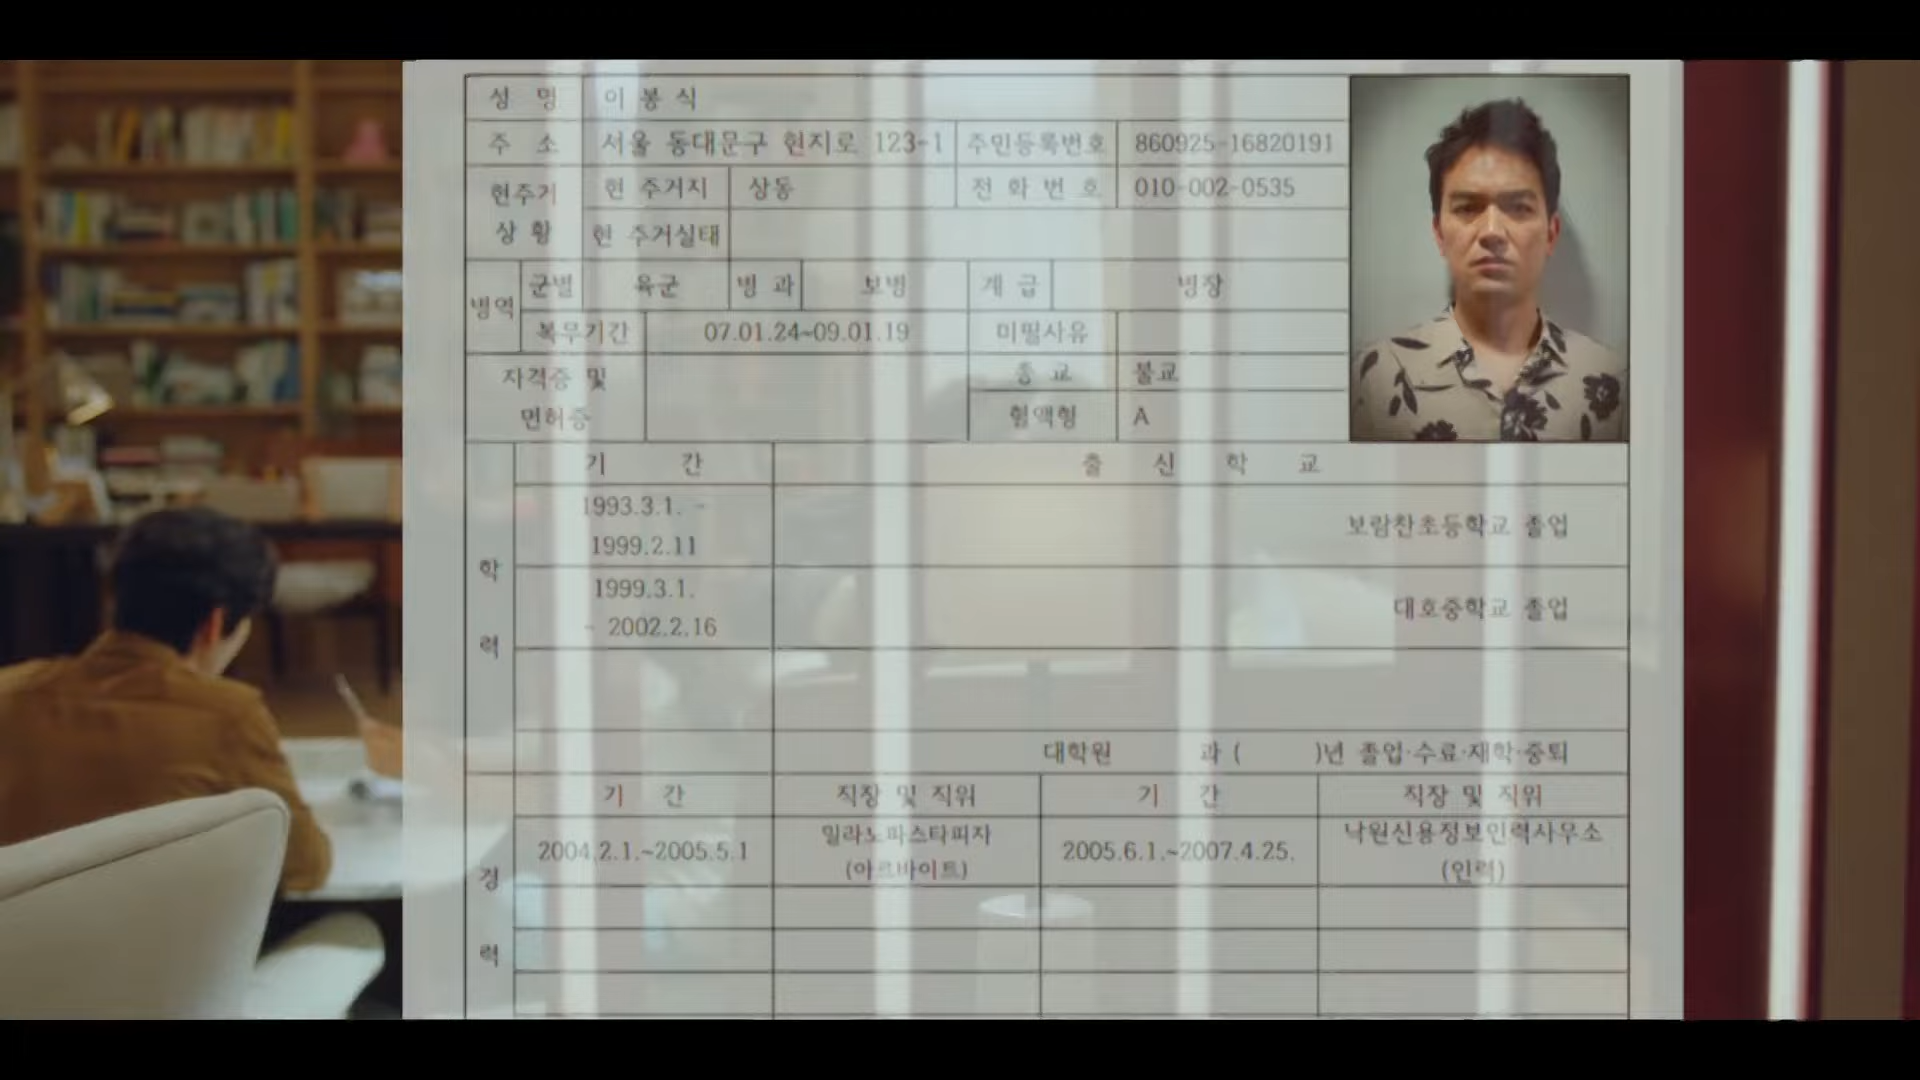 성 명 이 봉 식
주 소 서울 동대문구 현지로 123-1 주민등록번호 860925-16820191
현주거 상 황 현 주거지 상동 전 화 번 호 010-002-0535
현 주거실태
병역 군별 육군 병 과 보병 계 급 병장
복무기간 07.01.24~09.01.19 미필사유
자격증 및 면허증 종 교 불교
혈액형 A
학 력 기 간 출 신 학 교
1993.3.1. -
1999.2.11 보람찬초등학교 졸업
1999.3.1.
- 2002.2.16 대호중학교 졸업
대학원 과 ( )년 졸업·수료·재학·중퇴
경 력 기 간 직장 및 직위 기 간 직장 및 직위
2004.2.1.~2005.5.1 밀라노파스타피자 (아르바이트) 2005.6.1.~2007.4.25. 낙원신용정보인력사무소 (인력)